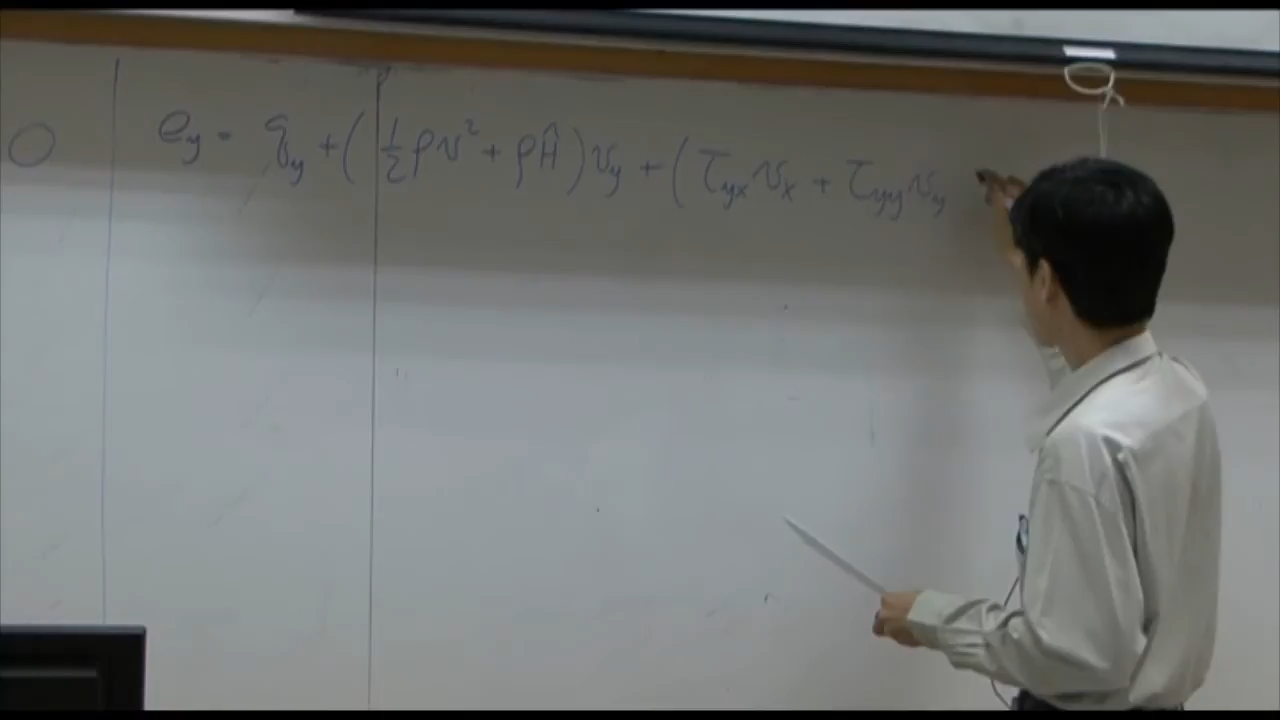 e_y = q_y + (½ρv² + ρĤ)v_y + (τ_yx v_x + τ_yy v_y